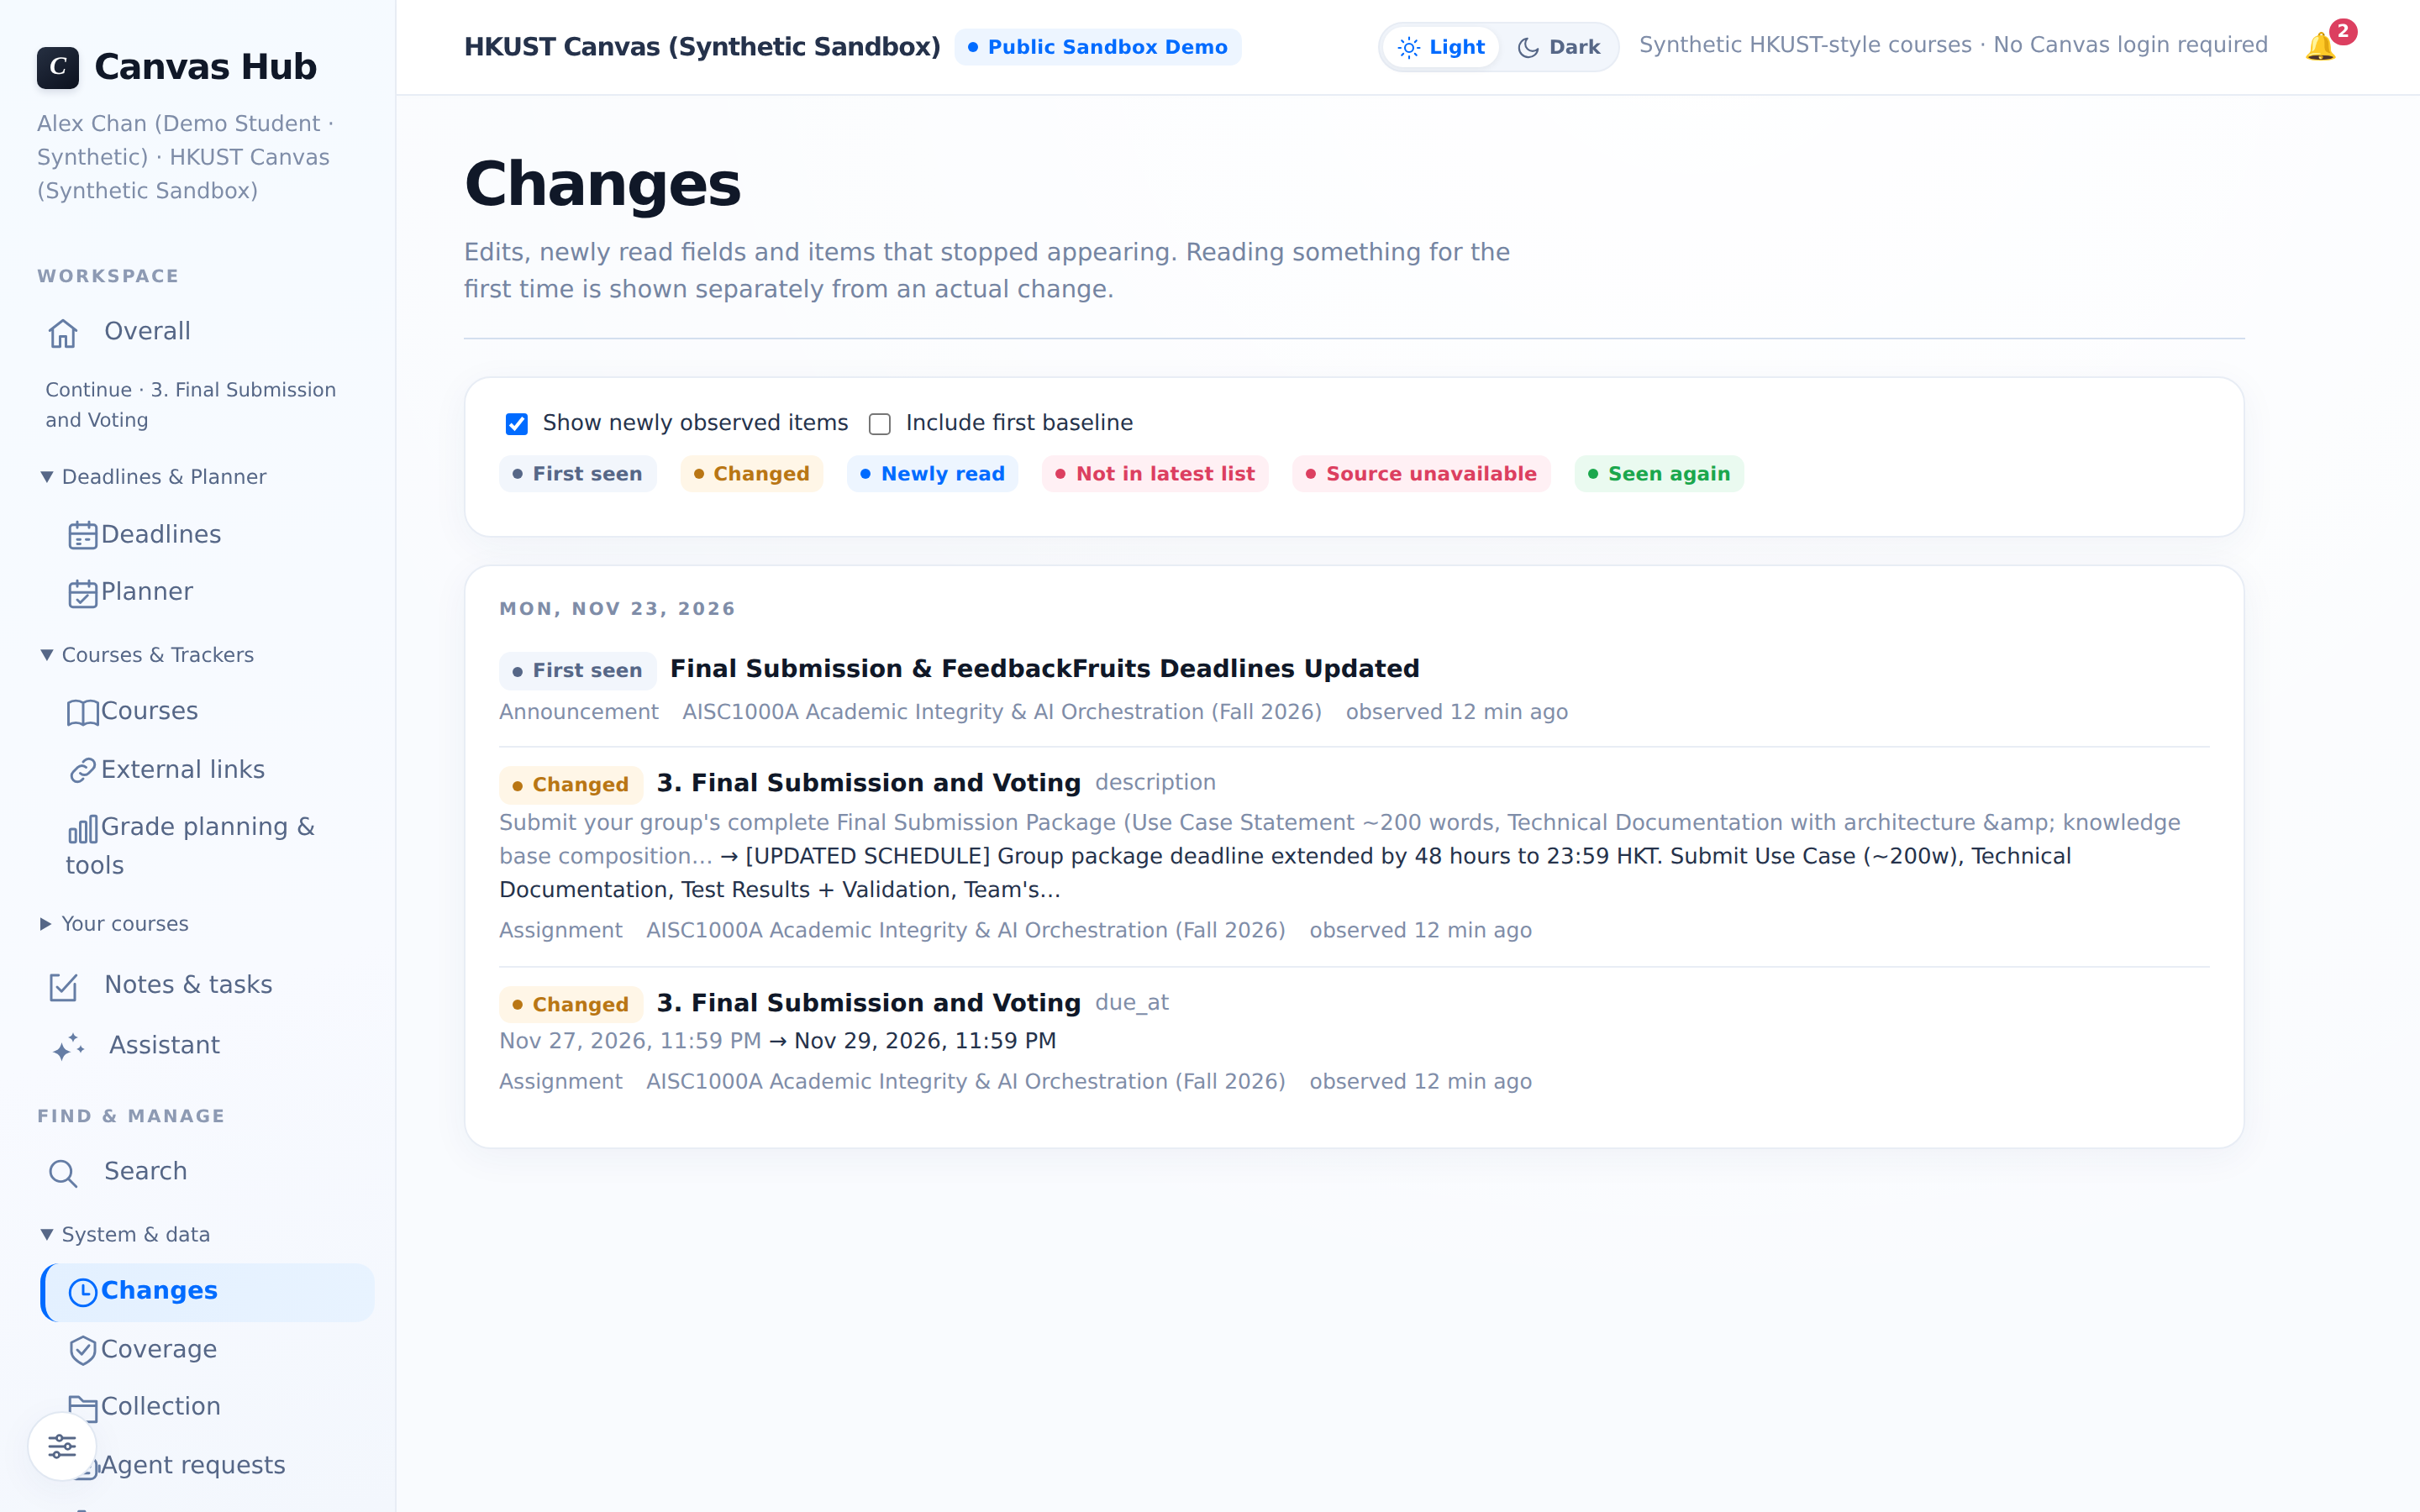 Canvas Hub
Alex Chan (Demo Student ·
Synthetic) · HKUST Canvas
(Synthetic Sandbox)
WORKSPACE
Overall
Continue · 3. Final Submission
and Voting
Deadlines & Planner
Deadlines
Planner
Courses & Trackers
Courses
External links
Grade planning &
tools
Your courses
Notes & tasks
Assistant
FIND & MANAGE
Search
System & data
Changes
Coverage
Collection
Agent requests
HKUST Canvas (Synthetic Sandbox) Public Sandbox Demo Light Dark Synthetic HKUST-style courses · No Canvas login required 2
Changes
Edits, newly read fields and items that stopped appearing. Reading something for the
first time is shown separately from an actual change.
Show newly observed items Include first baseline
First seen Changed Newly read Not in latest list Source unavailable Seen again
MON, NOV 23, 2026
First seen Final Submission & FeedbackFruits Deadlines Updated
Announcement AISC1000A Academic Integrity & AI Orchestration (Fall 2026) observed 12 min ago
Changed 3. Final Submission and Voting description
Submit your group's complete Final Submission Package (Use Case Statement ~200 words, Technical Documentation with architecture &amp; knowledge
base composition… → [UPDATED SCHEDULE] Group package deadline extended by 48 hours to 23:59 HKT. Submit Use Case (~200w), Technical
Documentation, Test Results + Validation, Team's…
Assignment AISC1000A Academic Integrity & AI Orchestration (Fall 2026) observed 12 min ago
Changed 3. Final Submission and Voting due_at
Nov 27, 2026, 11:59 PM → Nov 29, 2026, 11:59 PM
Assignment AISC1000A Academic Integrity & AI Orchestration (Fall 2026) observed 12 min ago